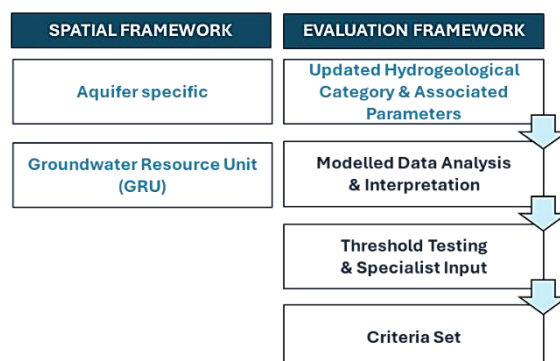 SPATIAL FRAMEWORK
Aquifer specific
Groundwater Resource Unit
(GRU)
EVALUATION FRAMEWORK
Updated Hydrogeological
Category & Associated
Parameters
Modelled Data Analysis
& Interpretation
Threshold Testing
& Specialist Input
Criteria Set